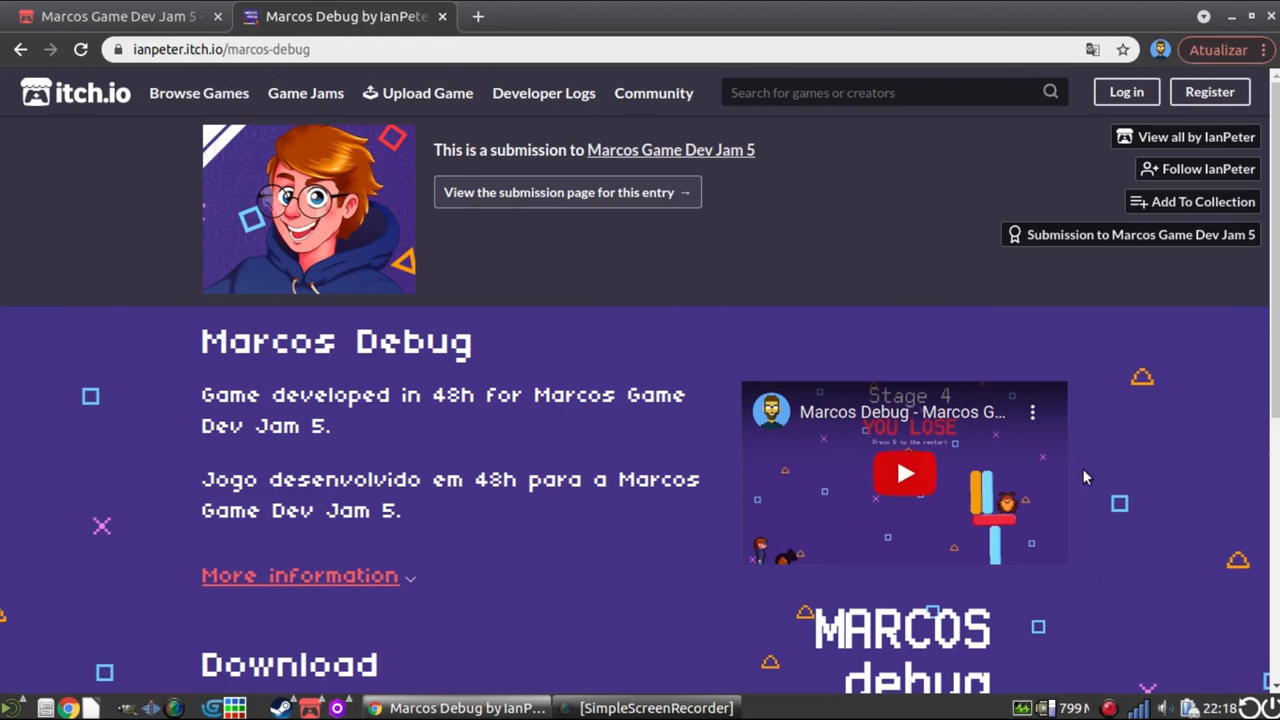 Marcos Game Dev Jam 5
Marcos Debug by IanPete
ianpeter.itch.io/marcos-debug
Atualizar
itch.io
Browse Games
Game Jams
Upload Game
Developer Logs
Community
Search for games or creators
Log in
Register
This is a submission to Marcos Game Dev Jam 5
View the submission page for this entry →
View all by IanPeter
Follow IanPeter
Add To Collection
Submission to Marcos Game Dev Jam 5
Marcos Debug
Game developed in 48h for Marcos Game
Dev Jam 5.
Jogo desenvolvido em 48h para a Marcos
Game Dev Jam 5.
More information
Stage 4
Marcos Debug - Marcos G...
YOU LOSE
Press R to the restart
MARCOS
debug
Download
Marcos Debug by IanP...
[SimpleScreenRecorder]
799M
22:18